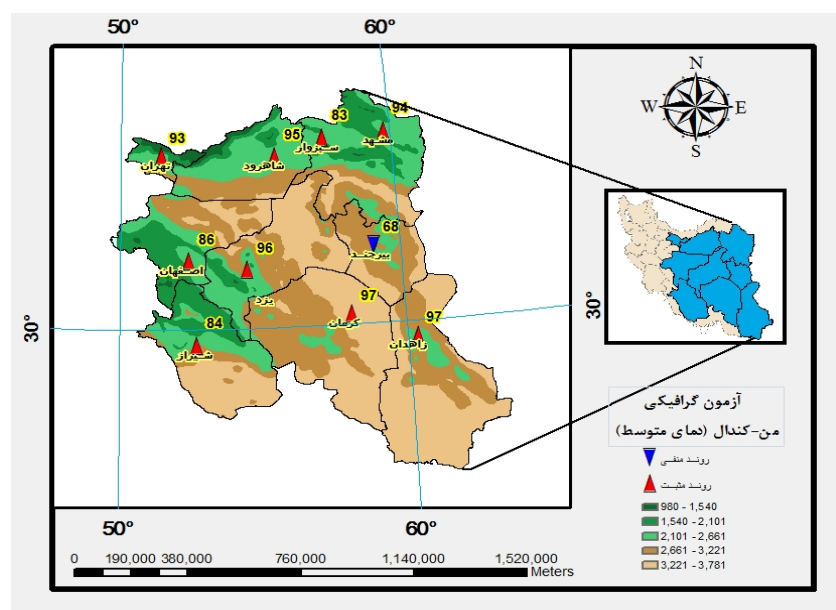 50°
60°
N
W
E
S
93
تهران
95
شاهرود
83
سبزوار
94
مشهد
68
بیرجند
86
اصفهان
96
یزد
97
کرمان
97
زاهدان
84
شیراز
30°
30°
50°
60°
0 190,000 380,000 760,000 1,140,000 1,520,000
Meters
آزمون گرافیکی
من-کندال (دمای متوسط)
روند منفی
روند مثبت
980 - 1,540
1,540 - 2,101
2,101 - 2,661
2,661 - 3,221
3,221 - 3,781